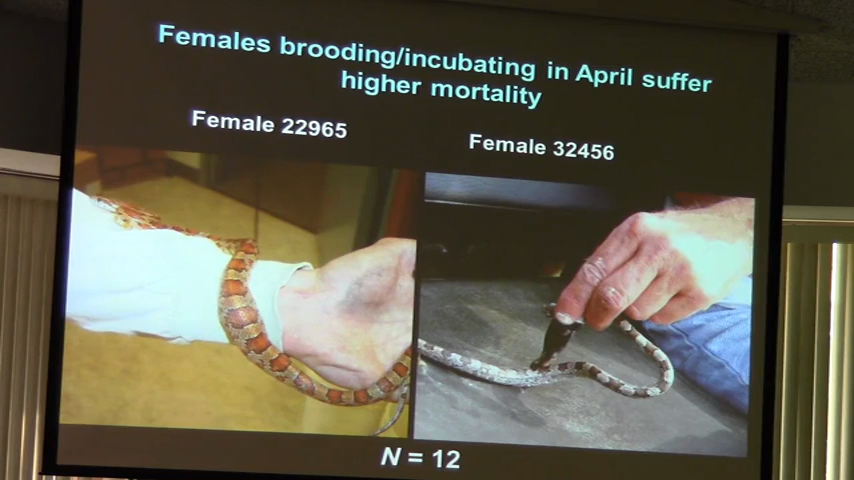 Females brooding/incubating in April suffer
higher mortality
Female 22965
Female 32456
N = 12